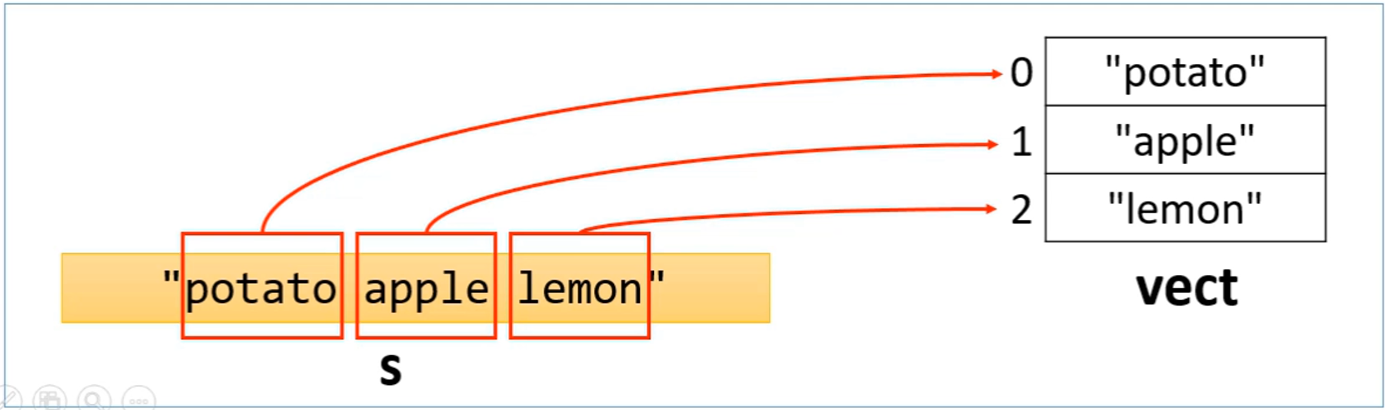 0 "potato"
1 "apple"
2 "lemon"
"potato apple lemon"
vect
s